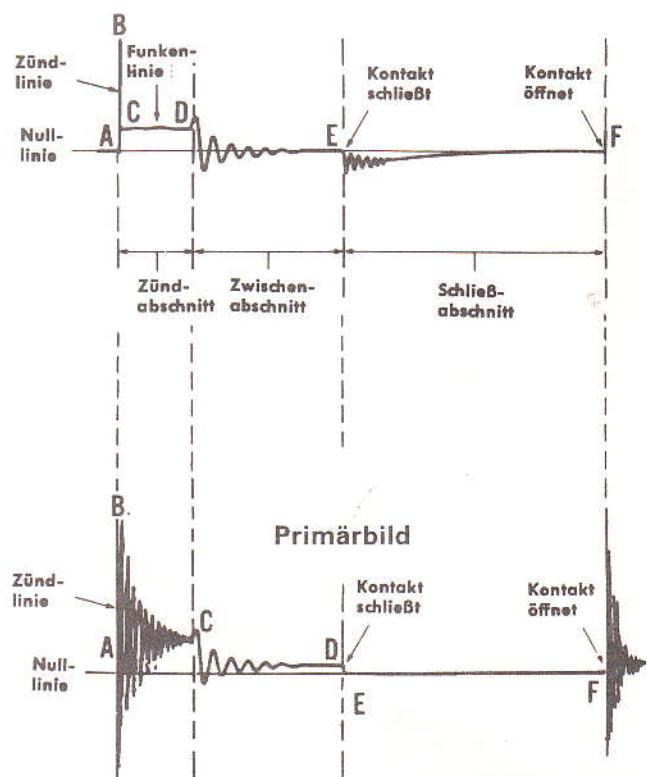 B
Zünd-
linie
Funken-
linie
C
D
A
Null-
linie
E
Kontakt
schließt
Kontakt
öffnet
F
Zünd-
abschnitt
Zwischen-
abschnitt
Schließ-
abschnitt
B
Primärbild
Zünd-
linie
A
C
Null-
linie
D
Kontakt
schließt
Kontakt
öffnet
E
F